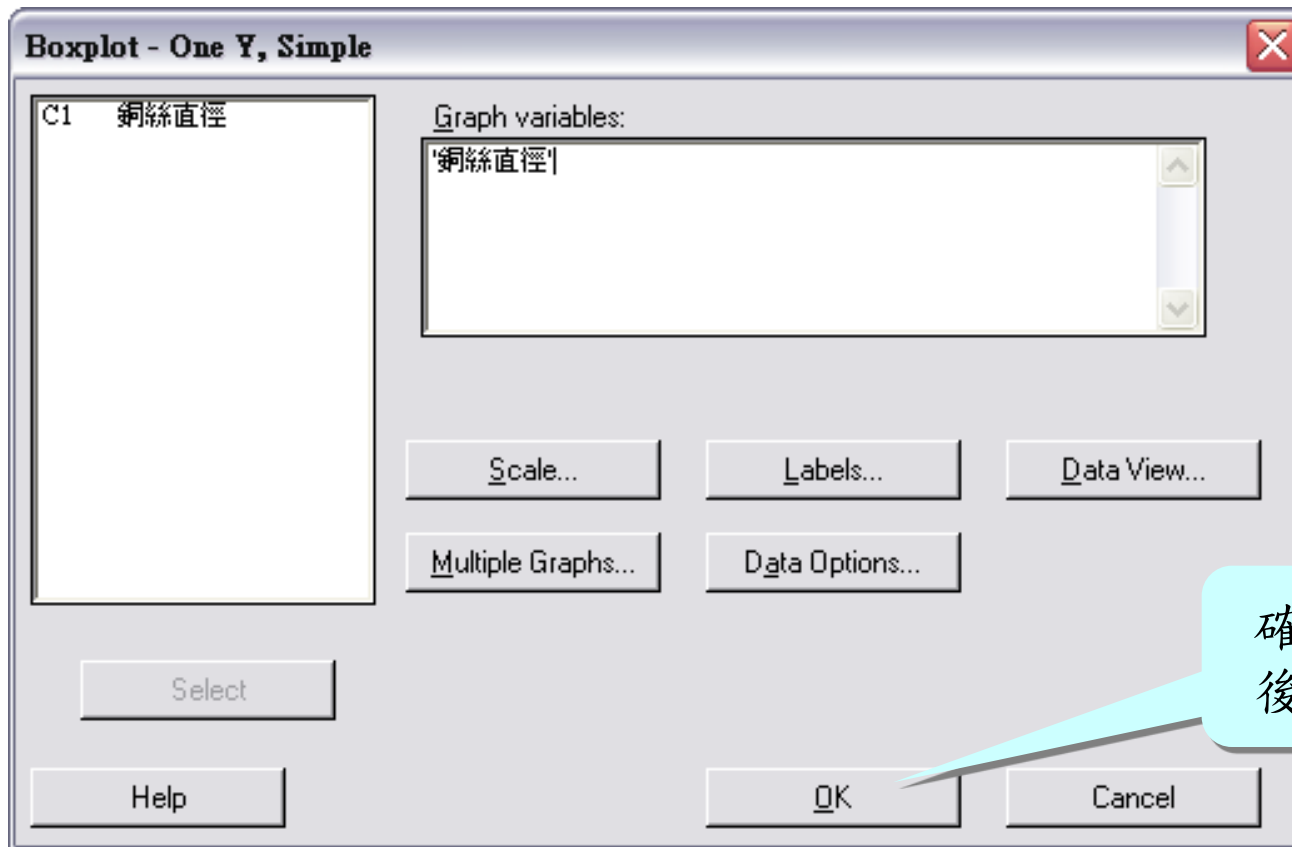 Boxplot - One Y, Simple
C1 銅絲直徑
Graph variables:
'銅絲直徑'
Scale...
Labels...
Data View...
Multiple Graphs...
Data Options...
確
後
Select
Help
OK
Cancel